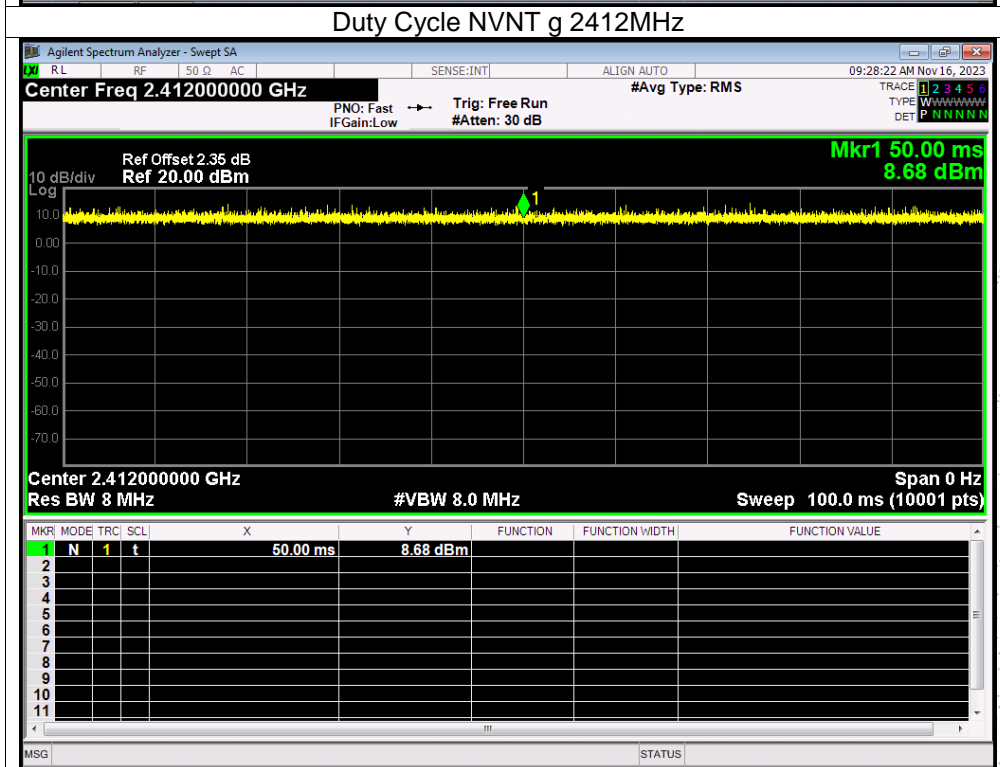 Duty Cycle NVNT g 2412MHz
Agilent Spectrum Analyzer - Swept SA
LXI RL RF 50 Ω AC SENSE:INT ALIGN AUTO 09:28:22 AM Nov 16, 2023
Center Freq 2.412000000 GHz #Avg Type: RMS TRACE 1 2 3 4 5 6
PNO: Fast Trig: Free Run TYPE WWWWWW
IFGain:Low #Atten: 30 dB DET P N N N N N
Mkr1 50.00 ms
Ref Offset 2.35 dB
10 dB/div Ref 20.00 dBm 8.68 dBm
Log
1
10.0
0.00
-10.0
-20.0
-30.0
-40.0
-50.0
-60.0
-70.0
Center 2.412000000 GHz Span 0 Hz
Res BW 8 MHz #VBW 8.0 MHz Sweep 100.0 ms (10001 pts)
MKR MODE TRC SCL X Y FUNCTION FUNCTION WIDTH FUNCTION VALUE
1 N 1 t 50.00 ms 8.68 dBm
2
3
4
5
6
7
8
9
10
11
MSG STATUS